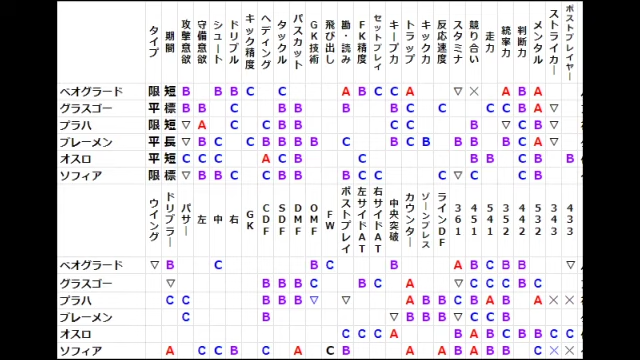 タイプ 期間 攻撃意欲 守備意欲 シュート ドリブル キック精度 ヘディング タックル パスカット GK技術 飛び出し 勘・読み FK精度 セットプレイ キープ力 トラップ キック力 反応速度 スタミナ 競り合い 走力 統率力 判断力 メンタル ストライカー ポストプレイヤー
ベオグラード 限 短 B B B C C A B C C A ▽ × A B A
グラスゴー 平 標 B B C B B B B C C C C B A ▽
プラハ 限 短 ▽ A C C B B C C B ▽ C B ▽
ブレーメン 平 長 ▽ B C C B B B B C B C B B B B C A ▽
オスロ 平 短 C C C A C B C B B C B B
ソフィア 限 標 ▽ B B C C B B B C C C ▽ C B C
ウイング ドリブラー パサー 左 中 右 GK CDF SDF DMF OMF FW ポストプレイ 左サイドAT 右サイドAT 中央突破 カウンター ゾーンプレス ラインDF 361 451 541 352 442 532 343 433
ベオグラード ▽ B C B C B A B C B B ▽
グラスゴー ▽ B B B C B C A ▽ C C C B C
プラハ C C B B B ▽ ▽ A B B C B A B A × ×
ブレーメン C B ▽ B B B ▽ C C B
オスロ C C C A B A B C B B C C
ソフィア A C C B C A C B A A B A B B × ×